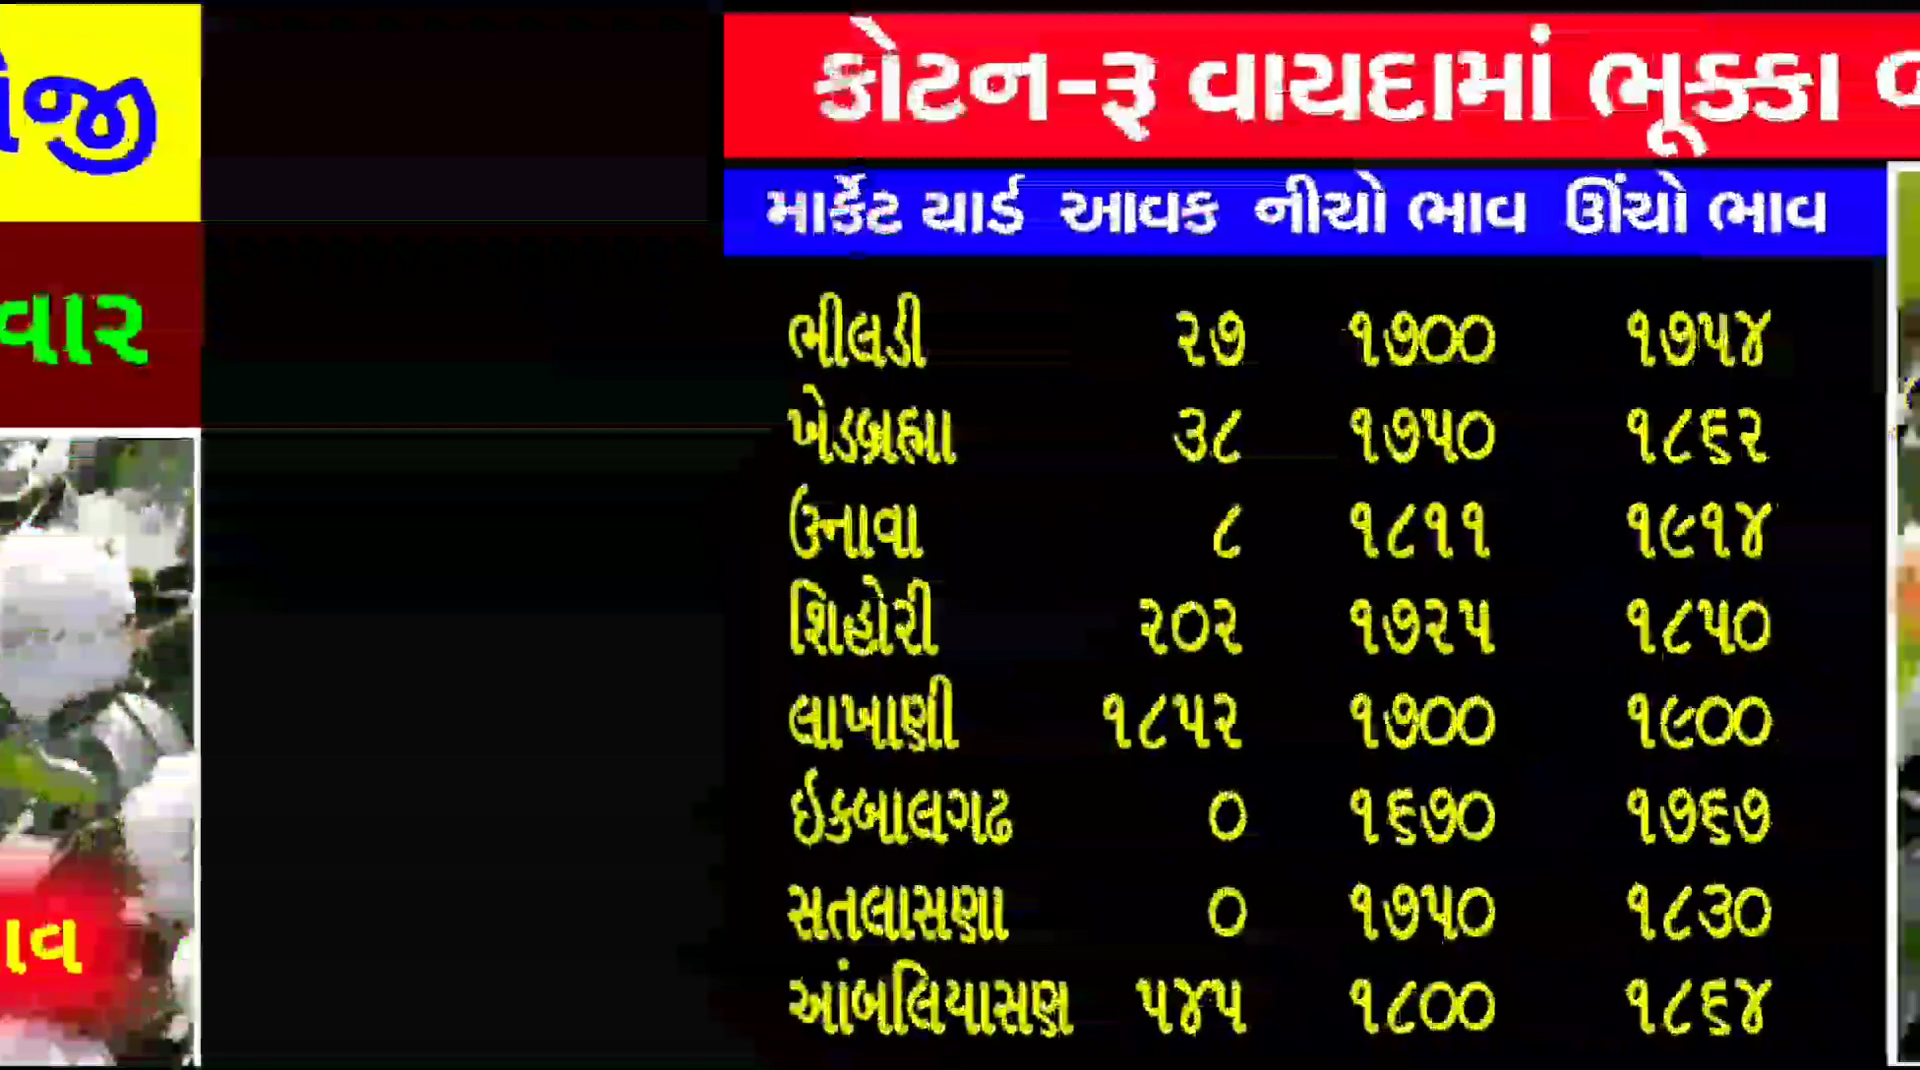 કોટન-રૂ વાયદામાં ભૂક્કા
માર્કેટ યાર્ડ આવક નીચો ભાવ ઊંચો ભાવ
ભીલડી ૨૭ ૧૭૦૦ ૧૭૫૪
ખેડબ્રહ્મા ૩૮ ૧૭૫૦ ૧૮૬૨
ઉનાવા ૮ ૧૮૧૧ ૧૯૧૪
શિહોરી ૨૦૨ ૧૭૨૫ ૧૮૫૦
લાખાણી ૧૮૫૨ ૧૭૦૦ ૧૯૦૦
ઇકબાલગઢ ૦ ૧૬૭૦ ૧૭૬૭
સતલાસણા ૦ ૧૭૫૦ ૧૮૩૦
આંબલિયાસણ ૫૪૫ ૧૮૦૦ ૧૮૬૪